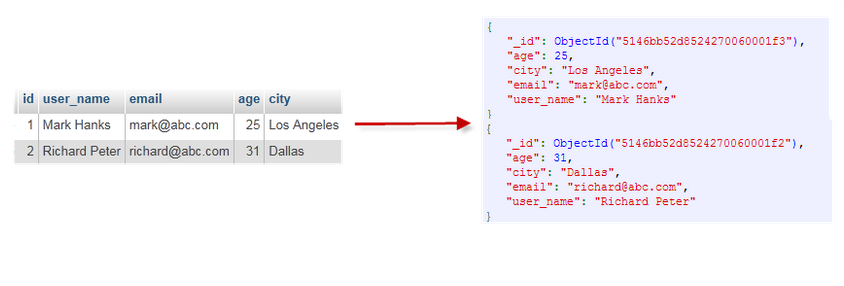 id user_name email age city
1 Mark Hanks mark@abc.com 25 Los Angeles
2 Richard Peter richard@abc.com 31 Dallas
{
"_id": ObjectId("5146bb52d8524270060001f3"),
"age": 25,
"city": "Los Angeles",
"email": "mark@abc.com",
"user_name": "Mark Hanks"
}
{
"_id": ObjectId("5146bb52d8524270060001f2"),
"age": 31,
"city": "Dallas",
"email": "richard@abc.com",
"user_name": "Richard Peter"
}